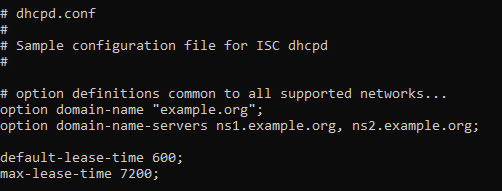 # dhcpd.conf
#
# Sample configuration file for ISC dhcpd
#
# option definitions common to all supported networks...
option domain-name "example.org";
option domain-name-servers ns1.example.org, ns2.example.org;
default-lease-time 600;
max-lease-time 7200;